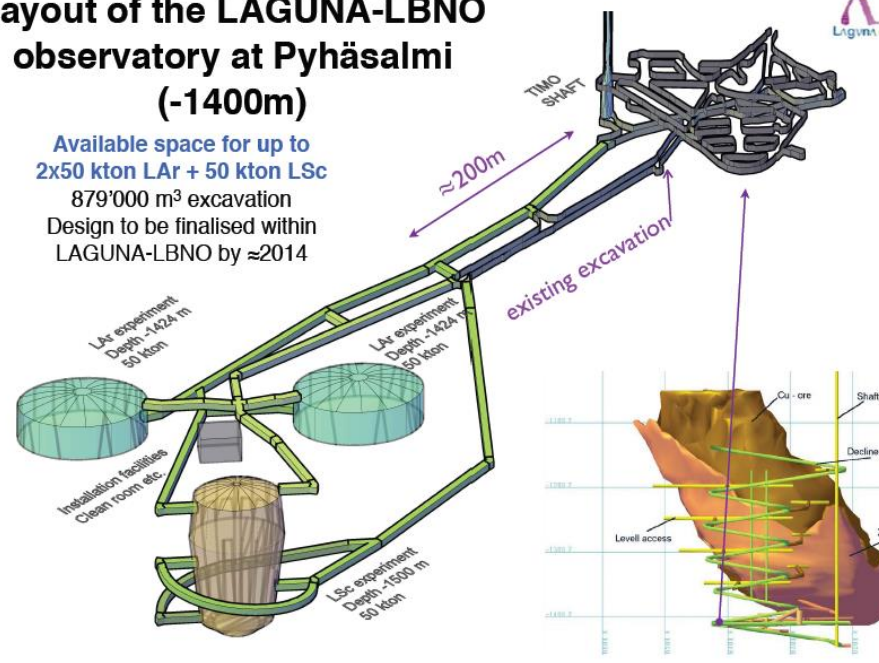 ayout of the LAGUNA-LBNO
observatory at Pyhäsalmi
(-1400m)
Laguna
Available space for up to
2x50 kton LAr + 50 kton LSc
879'000 m³ excavation
Design to be finalised within
LAGUNA-LBNO by ≈2014
TIMO
SHAFT
≈200m
existing excavation
LAr experiment
Depth -1424 m
50 kton
LAr experiment
Depth -1424 m
50 kton
Installation facilities
Clean room etc.
LSc experiment
Depth -1500 m
50 kton
Cu - ore
Shaft
Decline
Levell access